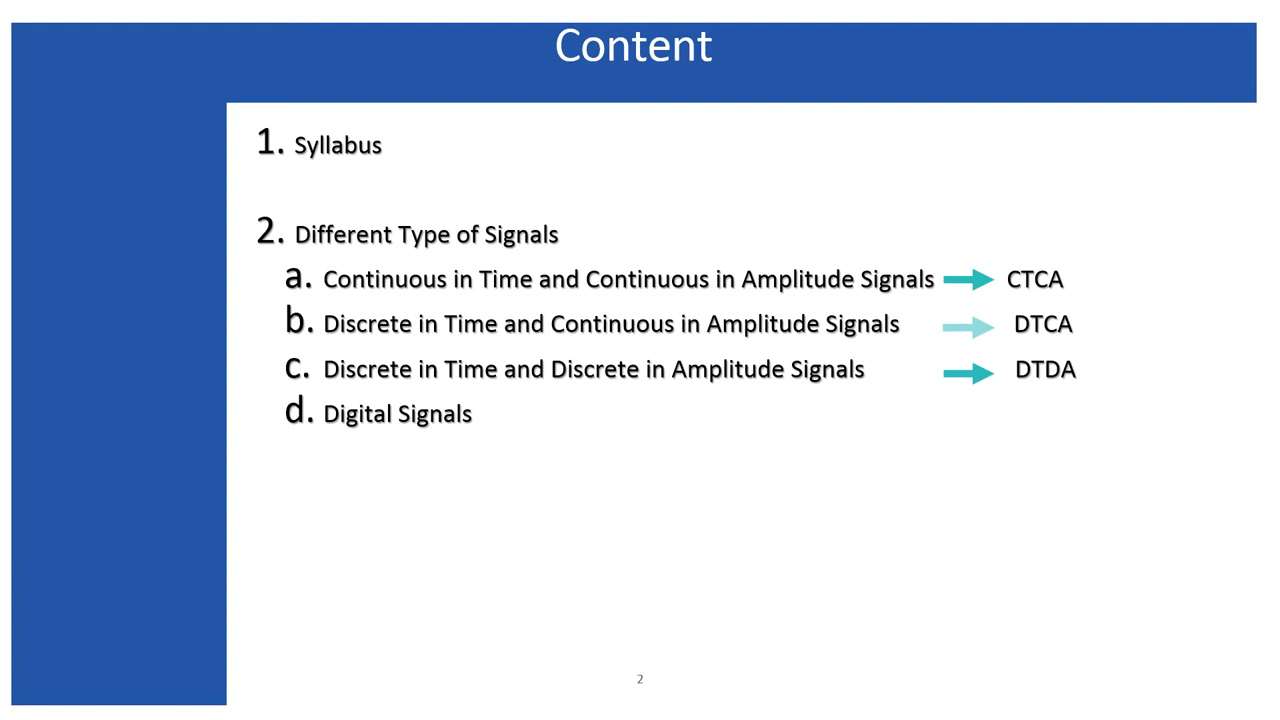 Content
1. Syllabus
2. Different Type of Signals
a. Continuous in Time and Continuous in Amplitude Signals CTCA
b. Discrete in Time and Continuous in Amplitude Signals DTCA
c. Discrete in Time and Discrete in Amplitude Signals DTDA
d. Digital Signals
2